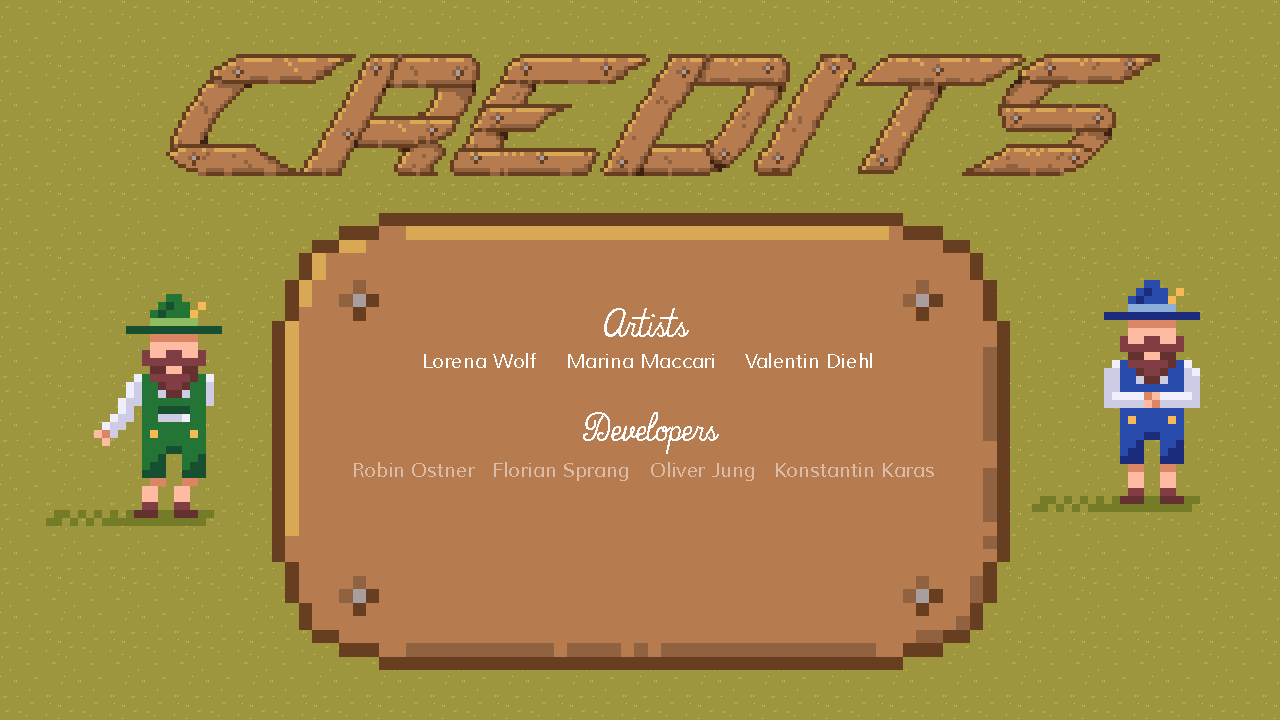 CREDITS
Artists
Lorena Wolf Marina Maccari Valentin Diehl
Developers
Robin Ostner Florian Sprang Oliver Jung Konstantin Karas